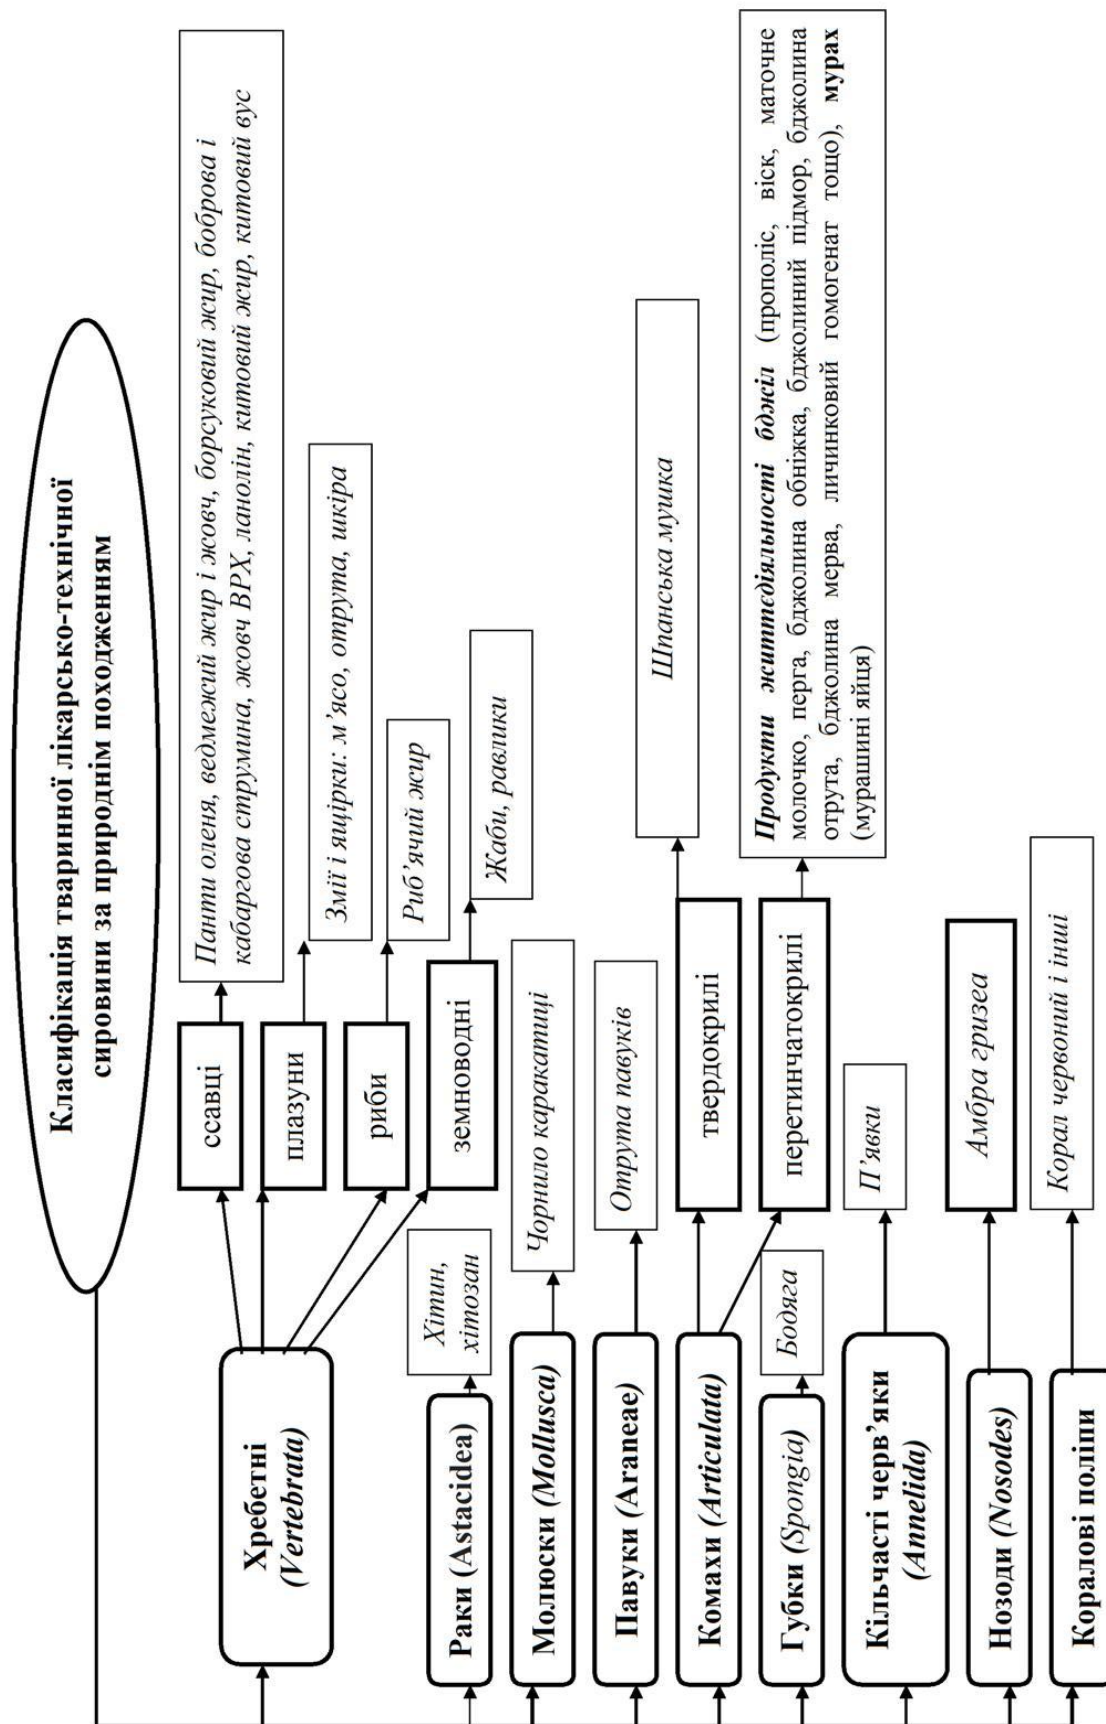 Класифікація тваринної лікарсько-технічної
сировини за природнім походженням
Хребетні
(Vertebrata)
ссавці
Панти оленя, ведмежий жир і жовч, борсуковий жир, боброва і
кабаргова струмина, жовч ВРХ, ланолін, китовий жир, китовий вус
плазуни
Змії і ящірки: м’ясо, отрута, шкіра
риби
Риб’ячий жир
земноводні
Жаби, равлики
Раки (Astacidea)
Хітин,
хітозан
Молюски (Mollusca)
Чорнило каракатиці
Павуки (Araneae)
Отрута павуків
Комахи (Articulata)
твердокрилі
Шпанська мушка
перетинчатокрилі
Продукти життєдіяльності бджіл (прополіс, віск, маточне
молочко, перга, бджолина обніжка, бджолиний підмор, бджолина
отрута, бджолина мерва, личинковий гомогенат тощо), мурах
(мурашині яйця)
Губки (Spongia)
Бодяга
Кільчасті черв’яки
(Annelida)
П’явки
Нозоди (Nosodes)
Амбра гризеа
Коралові поліпи
Корал червоний і інші